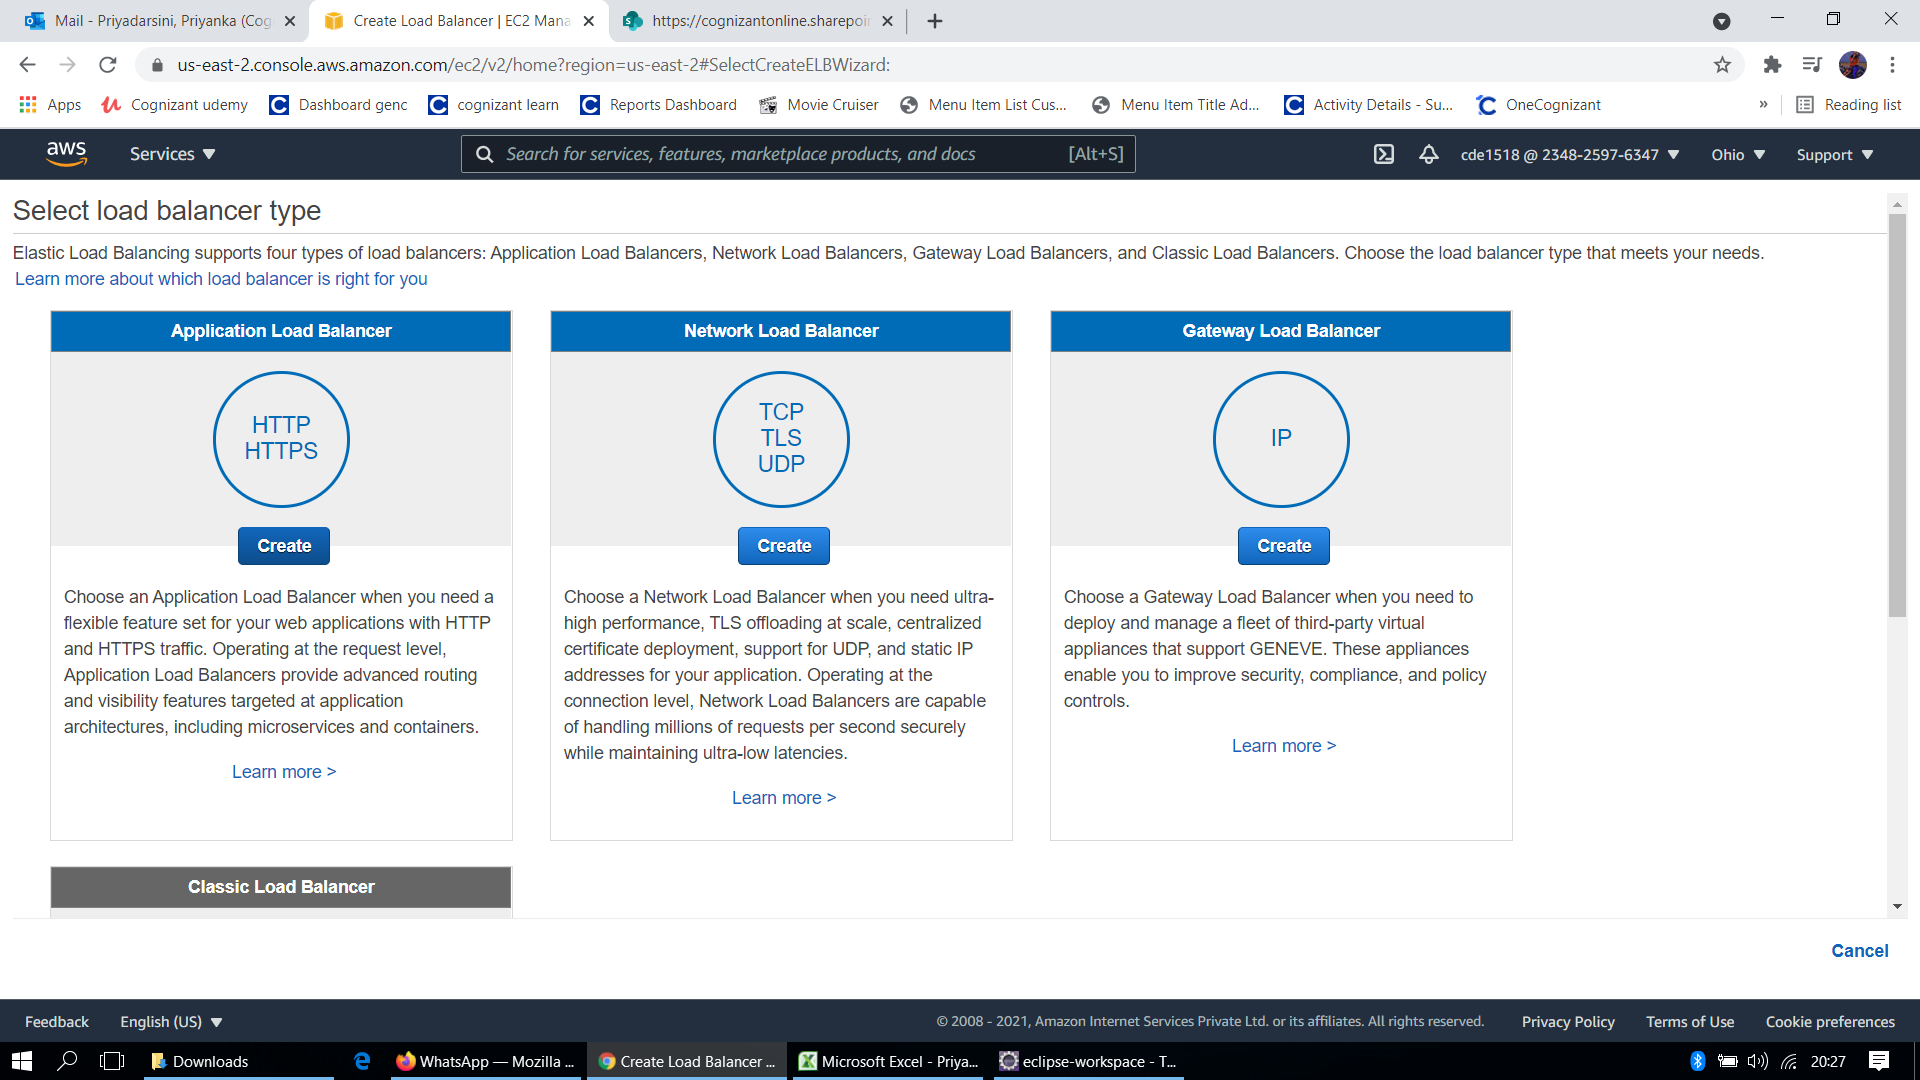 Mail - Priyadarsini, Priyanka (Cog
Create Load Balancer | EC2 Mana
https://cognizantonline.sharepoi
us-east-2.console.aws.amazon.com/ec2/v2/home?region=us-east-2#SelectCreateELBWizard:
Apps
Cognizant udemy
Dashboard genc
cognizant learn
Reports Dashboard
Movie Cruiser
Menu Item List Cus...
Menu Item Title Ad...
Activity Details - Su...
OneCognizant
»
Reading list
aws
Services
Search for services, features, marketplace products, and docs
[Alt+S]
cde1518 @ 2348-2597-6347
Ohio
Support
Select load balancer type
Elastic Load Balancing supports four types of load balancers: Application Load Balancers, Network Load Balancers, Gateway Load Balancers, and Classic Load Balancers. Choose the load balancer type that meets your needs.
Learn more about which load balancer is right for you
Application Load Balancer
HTTP
HTTPS
Create
Choose an Application Load Balancer when you need a
flexible feature set for your web applications with HTTP
and HTTPS traffic. Operating at the request level,
Application Load Balancers provide advanced routing
and visibility features targeted at application
architectures, including microservices and containers.
Learn more >
Network Load Balancer
TCP
TLS
UDP
Create
Choose a Network Load Balancer when you need ultra-
high performance, TLS offloading at scale, centralized
certificate deployment, support for UDP, and static IP
addresses for your application. Operating at the
connection level, Network Load Balancers are capable
of handling millions of requests per second securely
while maintaining ultra-low latencies.
Learn more >
Gateway Load Balancer
IP
Create
Choose a Gateway Load Balancer when you need to
deploy and manage a fleet of third-party virtual
appliances that support GENEVE. These appliances
enable you to improve security, compliance, and policy
controls.
Learn more >
Classic Load Balancer
Cancel
Feedback
English (US)
© 2008 - 2021, Amazon Internet Services Private Ltd. or its affiliates. All rights reserved.
Privacy Policy
Terms of Use
Cookie preferences
Downloads
WhatsApp — Mozilla ...
Create Load Balancer ...
Microsoft Excel - Priya...
eclipse-workspace - T...
20:27